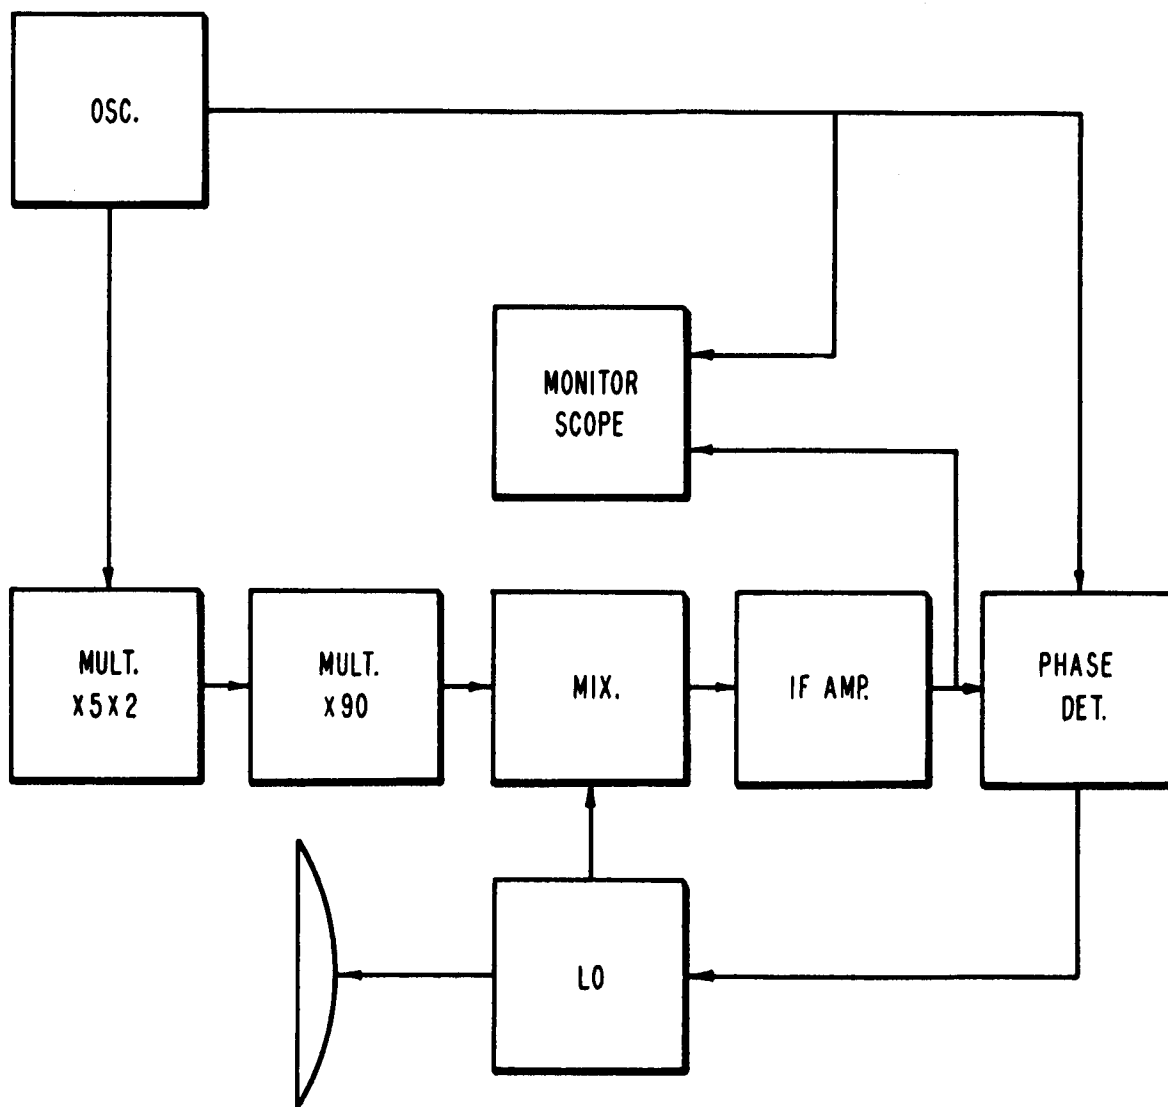 OSC.
MONITOR
SCOPE
MULT.
X5X2
MULT.
X90
MIX.
IF AMP.
PHASE
DET.
LO